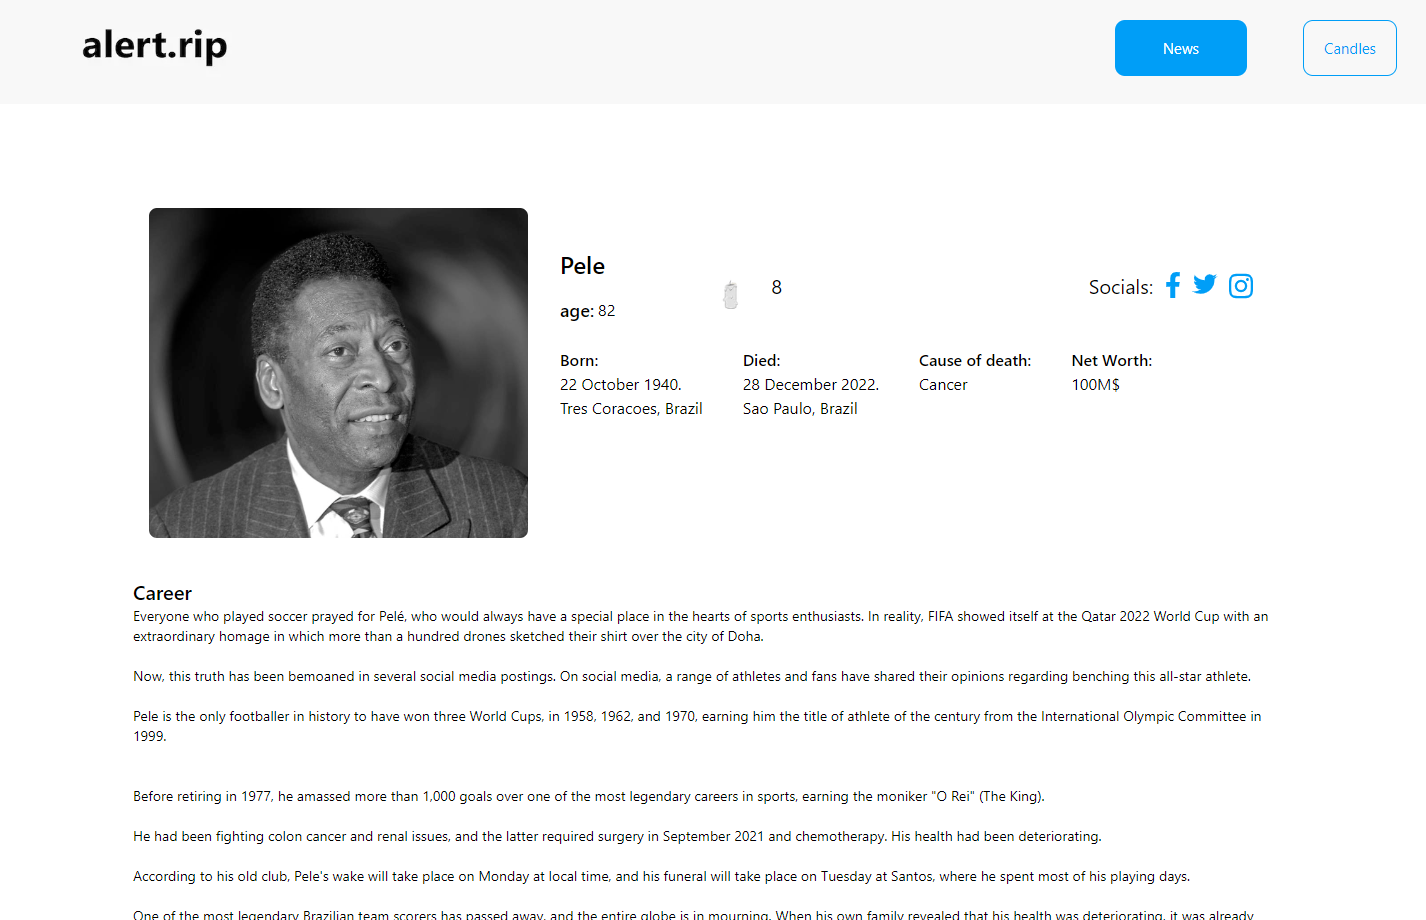 alert.rip
News
Candles
Pele
8
Socials:
age: 82
Born:
22 October 1940.
Tres Coracoes, Brazil
Died:
28 December 2022.
Sao Paulo, Brazil
Cause of death:
Cancer
Net Worth:
100M$
Career
Everyone who played soccer prayed for Pelé, who would always have a special place in the hearts of sports enthusiasts. In reality, FIFA showed itself at the Qatar 2022 World Cup with an
extraordinary homage in which more than a hundred drones sketched their shirt over the city of Doha.
Now, this truth has been bemoaned in several social media postings. On social media, a range of athletes and fans have shared their opinions regarding benching this all-star athlete.
Pele is the only footballer in history to have won three World Cups, in 1958, 1962, and 1970, earning him the title of athlete of the century from the International Olympic Committee in
1999.
Before retiring in 1977, he amassed more than 1,000 goals over one of the most legendary careers in sports, earning the moniker "O Rei" (The King).
He had been fighting colon cancer and renal issues, and the latter required surgery in September 2021 and chemotherapy. His health had been deteriorating.
According to his old club, Pele's wake will take place on Monday at local time, and his funeral will take place on Tuesday at Santos, where he spent most of his playing days.
One of the most legendary Brazilian team scorers has passed away, and the entire globe is in mourning. When his own family revealed that his health was deteriorating, it was already